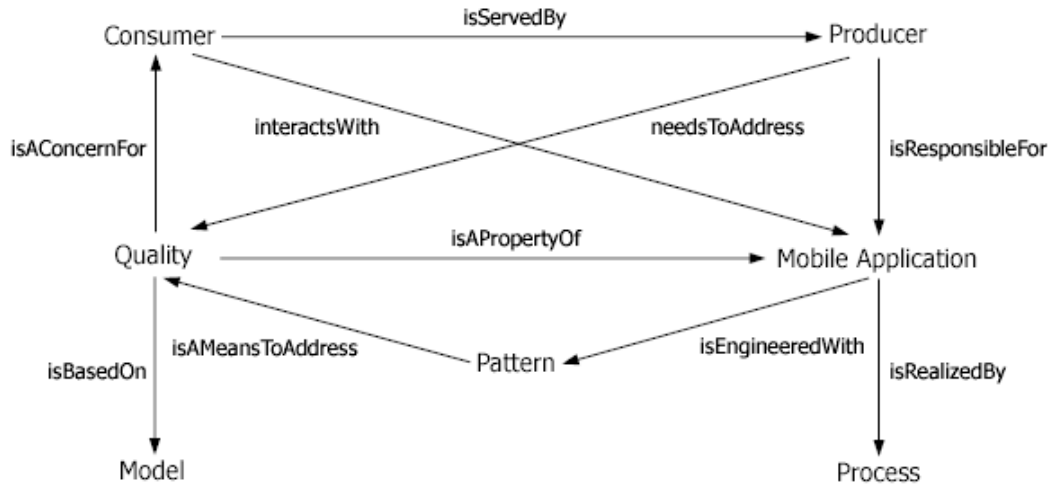 isServedBy
Consumer
Producer
interactsWith
needsToAddress
isAConcernFor
isResponsibleFor
isAPropertyOf
Quality
Mobile Application
isAMeansToAddress
isEngineeredWith
Pattern
isBasedOn
isRealizedBy
Model
Process